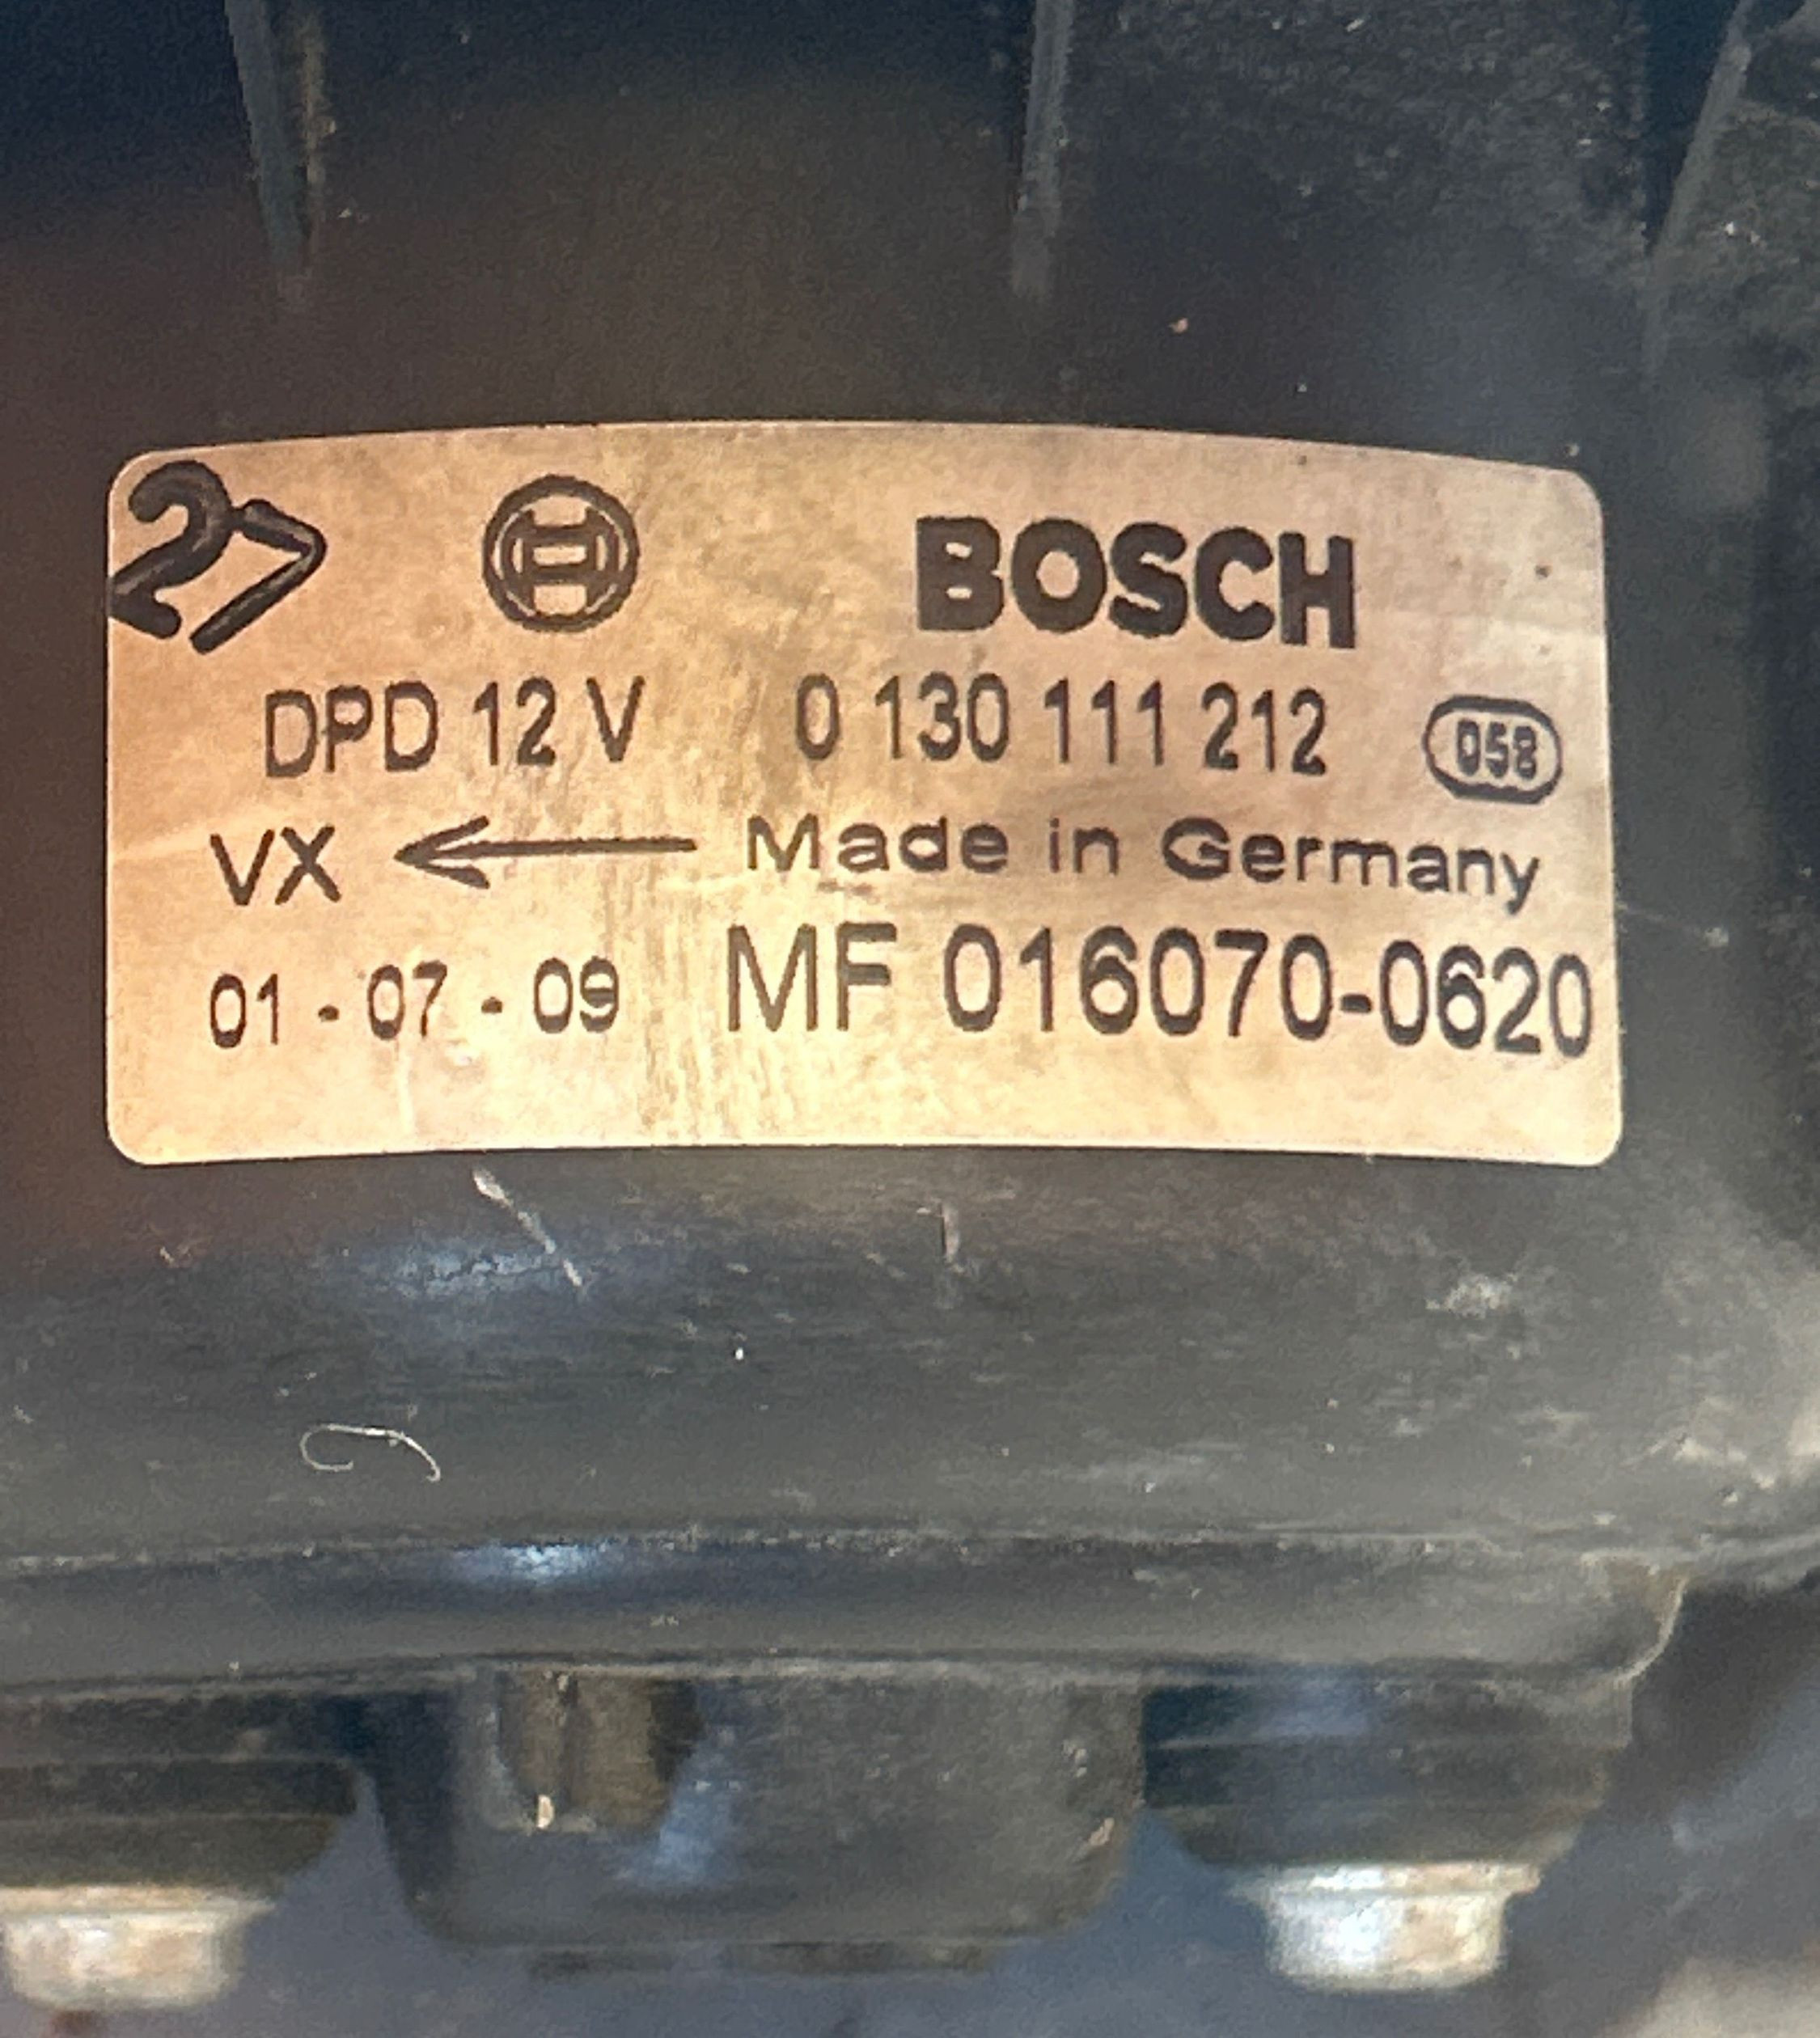 27 BOSCH
DPD 12 V 0 130 111 212 058
VX ← Made in Germany
01 - 07 - 09 MF 016070-0620